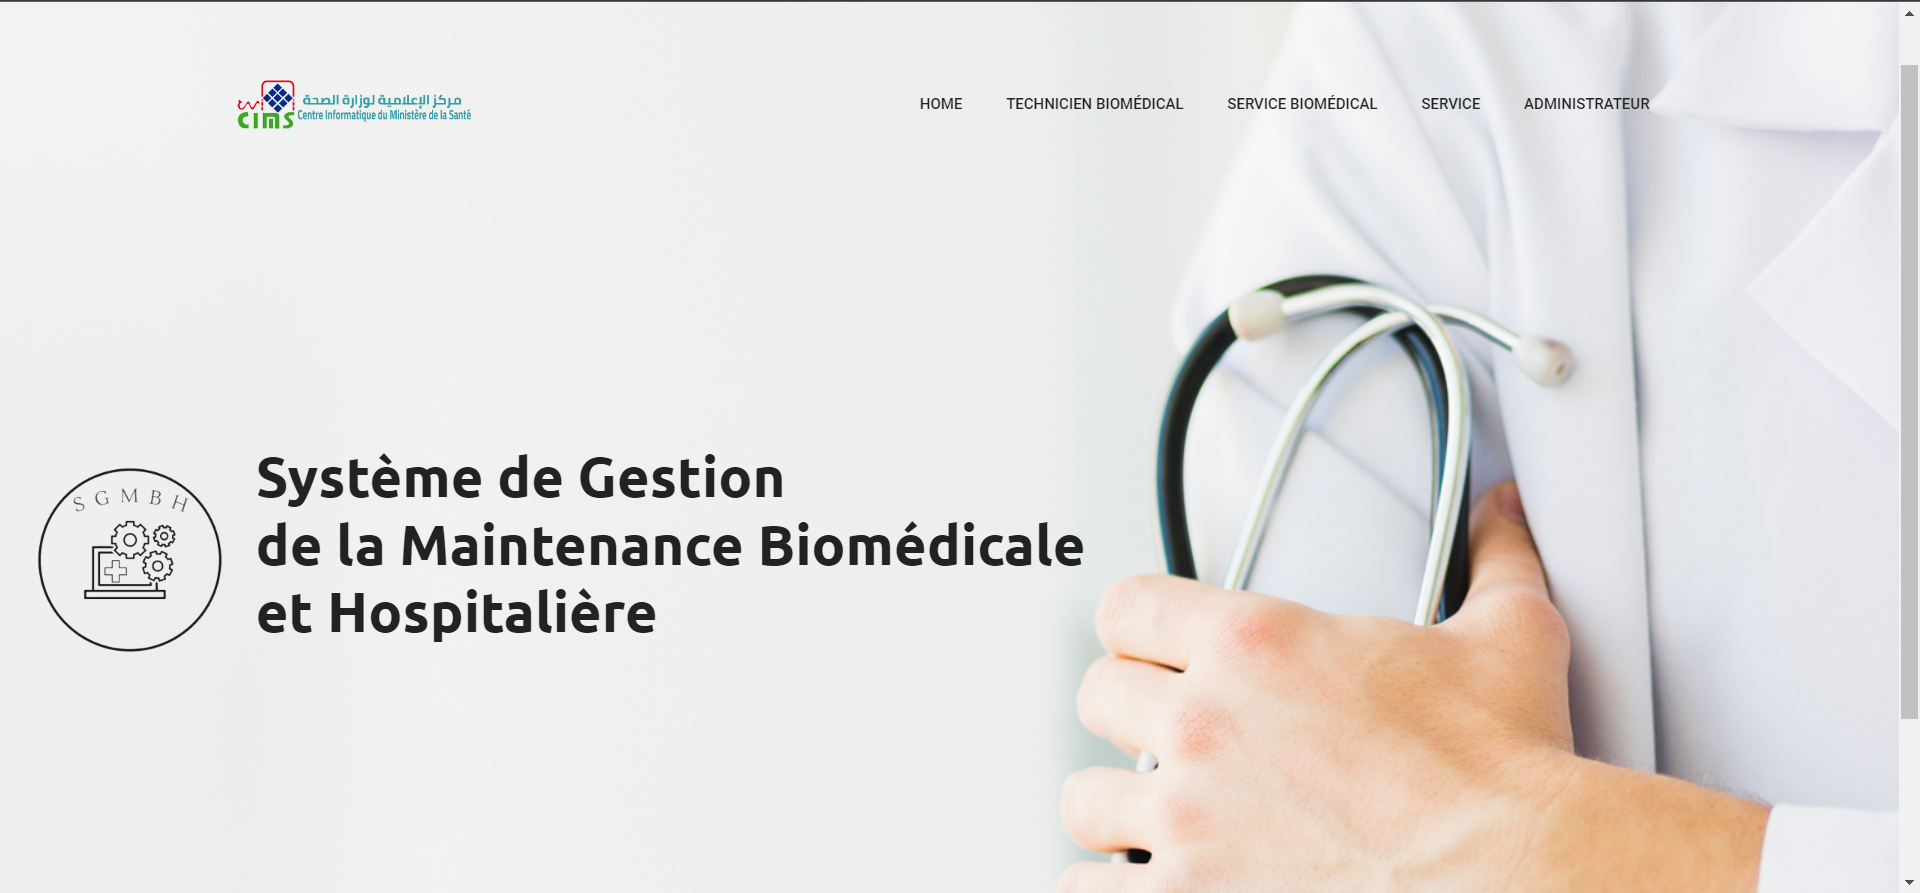 مركز الإعلامية لوزارة الصحة
CIMS
Centre Informatique du Ministère de la Santé
HOME
TECHNICIEN BIOMÉDICAL
SERVICE BIOMÉDICAL
SERVICE
ADMINISTRATEUR
SGMBH
Système de Gestion
de la Maintenance Biomédicale
et Hospitalière